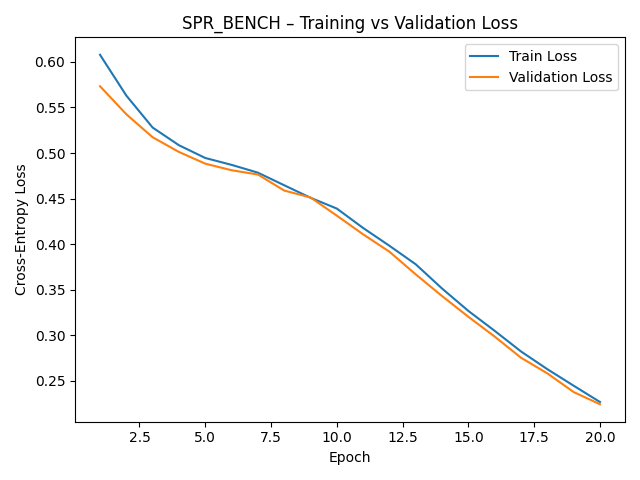 SPR_BENCH – Training vs Validation Loss
Train Loss
Validation Loss
Cross-Entropy Loss
0.60
0.55
0.50
0.45
0.40
0.35
0.30
0.25
2.5 5.0 7.5 10.0 12.5 15.0 17.5 20.0
Epoch